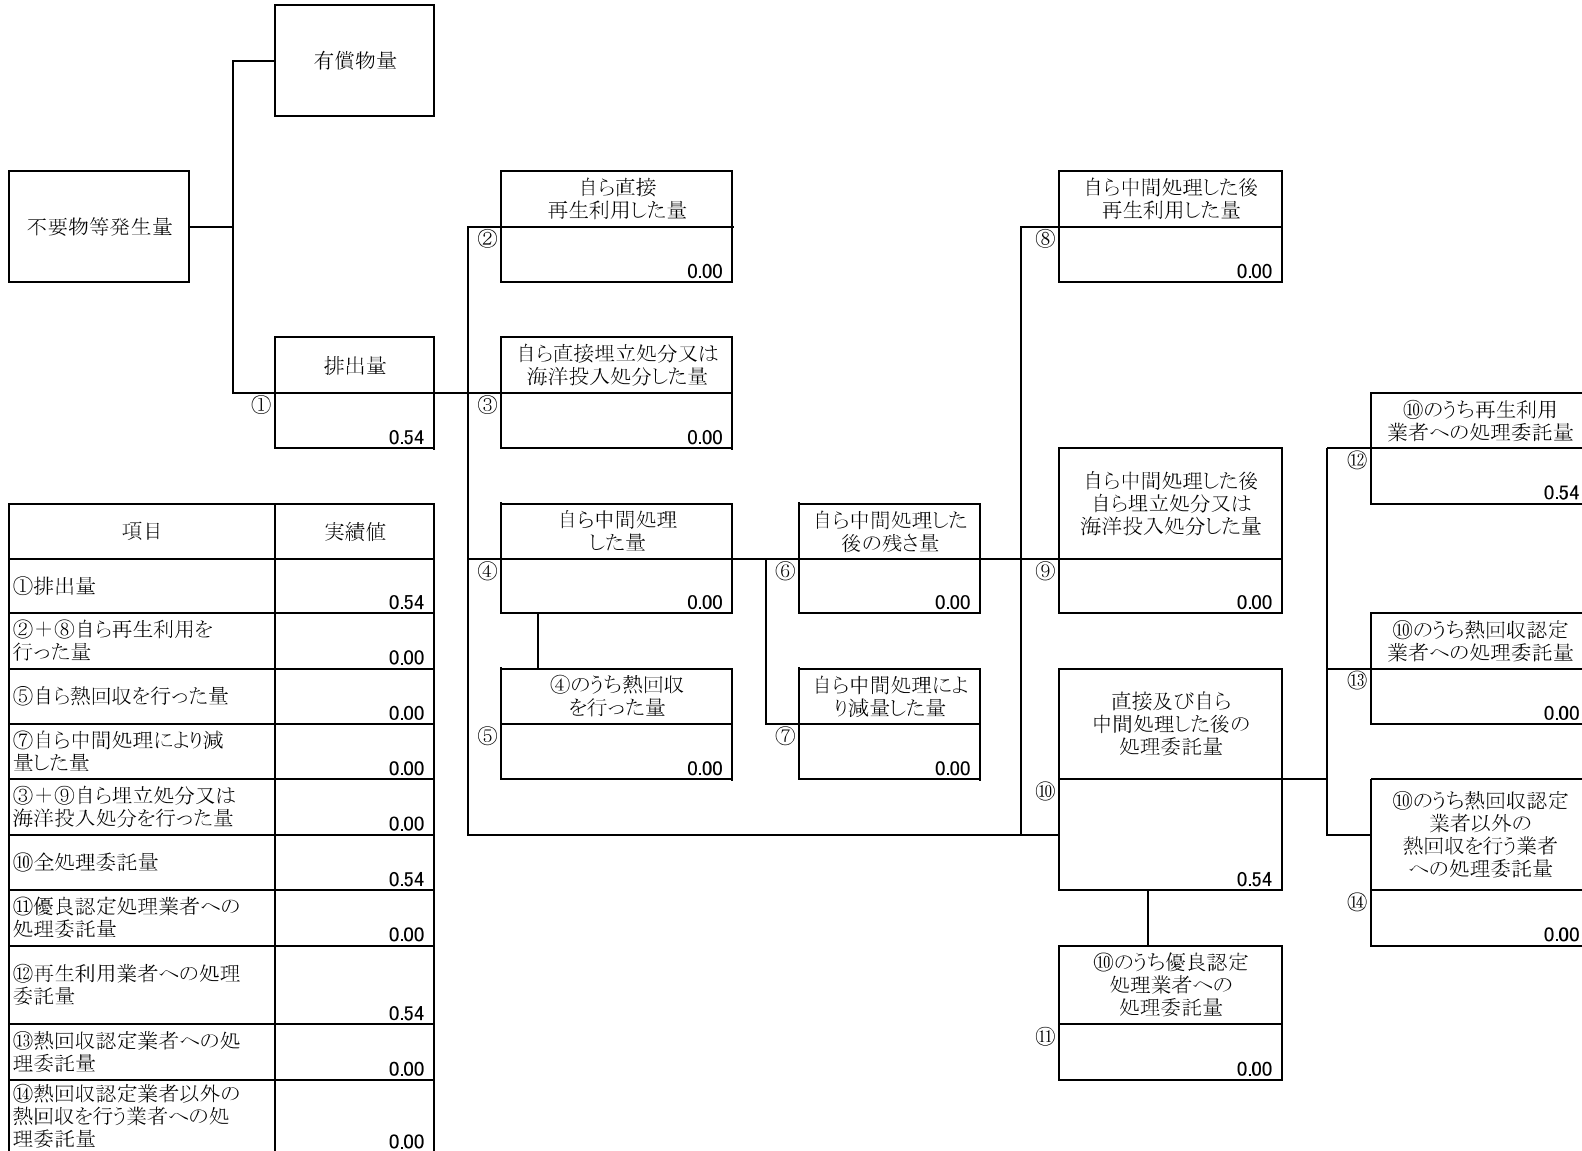 有償物量
不要物等発生量
排出量
①
0.54
自ら直接
再生利用した量
②
0.00
自ら直接埋立処分又は
海洋投入処分した量
③
0.00
自ら中間処理
した量
④
0.00
④のうち熱回収
を行った量
⑤
0.00
自ら中間処理した
後の残さ量
⑥
0.00
自ら中間処理によ
り減量した量
⑦
0.00
自ら中間処理した後
再生利用した量
⑧
0.00
自ら中間処理した後
自ら埋立処分又は
海洋投入処分した量
⑨
0.00
直接及び自ら
中間処理した後の
処理委託量
⑩
0.54
⑩のうち優良認定
処理業者への
処理委託量
⑪
0.00
⑩のうち再生利用
業者への処理委託量
⑫
0.54
⑩のうち熱回収認定
業者への処理委託量
⑬
0.00
⑩のうち熱回収認定
業者以外の
熱回収を行う業者
への処理委託量
⑭
0.00
項目 実績値
①排出量
0.54
②+⑧自ら再生利用を
行った量
0.00
⑤自ら熱回収を行った量
0.00
⑦自ら中間処理により減
量した量
0.00
③+⑨自ら埋立処分又は
海洋投入処分を行った量
0.00
⑩全処理委託量
0.54
⑪優良認定処理業者への
処理委託量
0.00
⑫再生利用業者への処理
委託量
0.54
⑬熱回収認定業者への処
理委託量
0.00
⑭熱回収認定業者以外の
熱回収を行う業者への処
理委託量
0.00